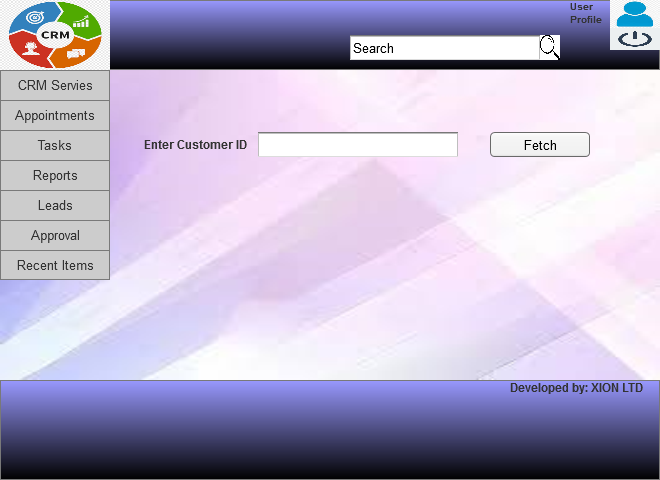 CRM
User
Profile
Search
CRM Servies
Appointments
Tasks
Reports
Leads
Approval
Recent Items
Enter Customer ID
Fetch
Developed by: XION LTD